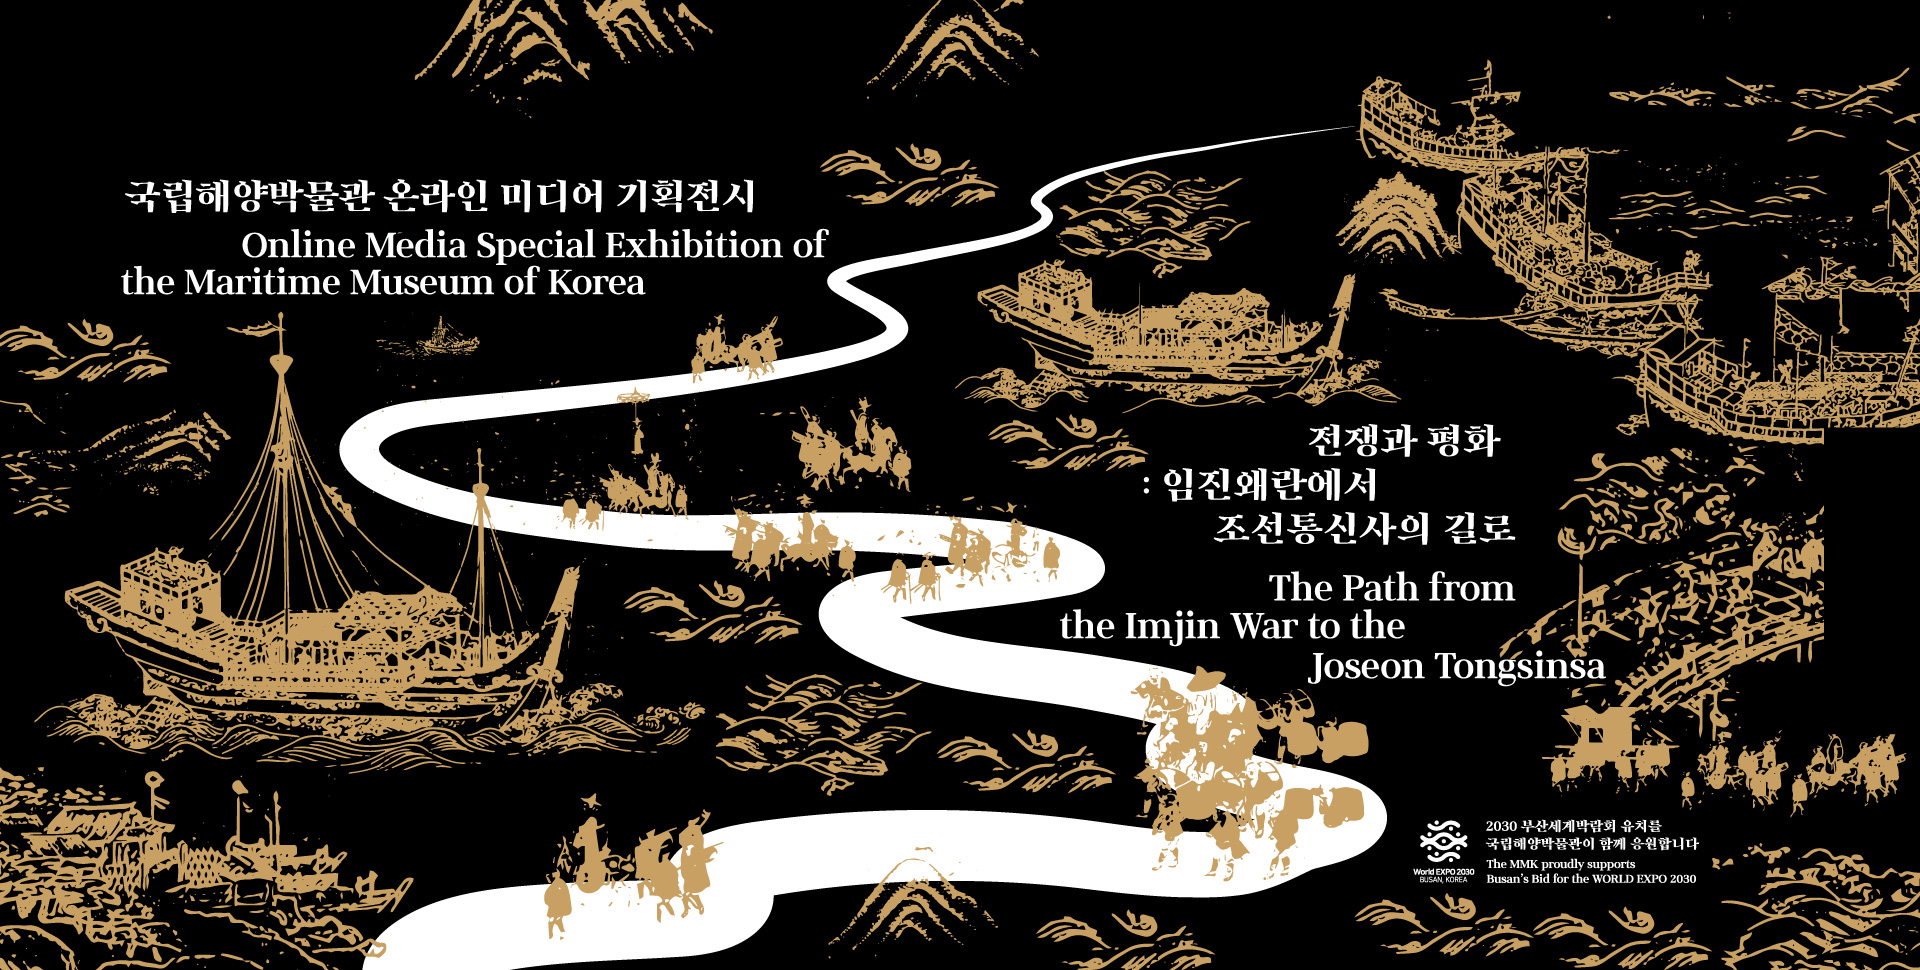 국립해양박물관 온라인 미디어 기획전시
Online Media Special Exhibition of
the Maritime Museum of Korea
전쟁과 평화
: 임진왜란에서
조선통신사의 길로
The Path from
the Imjin War to the
Joseon Tongsinsa
World EXPO 2030
BUSAN, KOREA
2030 부산세계박람회 유치를
국립해양박물관이 함께 응원합니다
The MMK proudly supports
Busan's Bid for the WORLD EXPO 2030